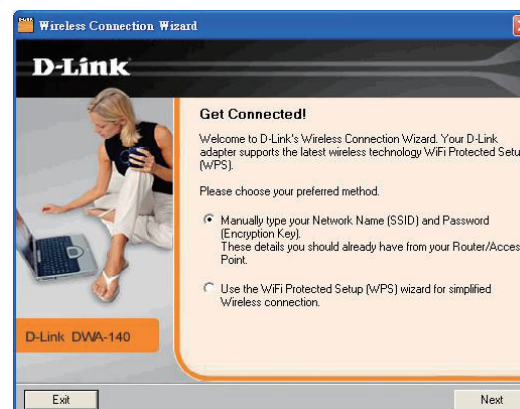 Wireless Connection Wizard
D-Link
Get Connected!
Welcome to D-Link's Wireless Connection Wizard. Your D-Link
adapter supports the latest wireless technology WiFi Protected Setu
(WPS).
Please choose your preferred method.
Manually type your Network Name (SSID) and Password
(Encryption Key).
These details you should already have from your Router/Acces
Point.
Use the WiFi Protected Setup (WPS) wizard for simplified
Wireless connection.
D-Link DWA-140
Exit
Next